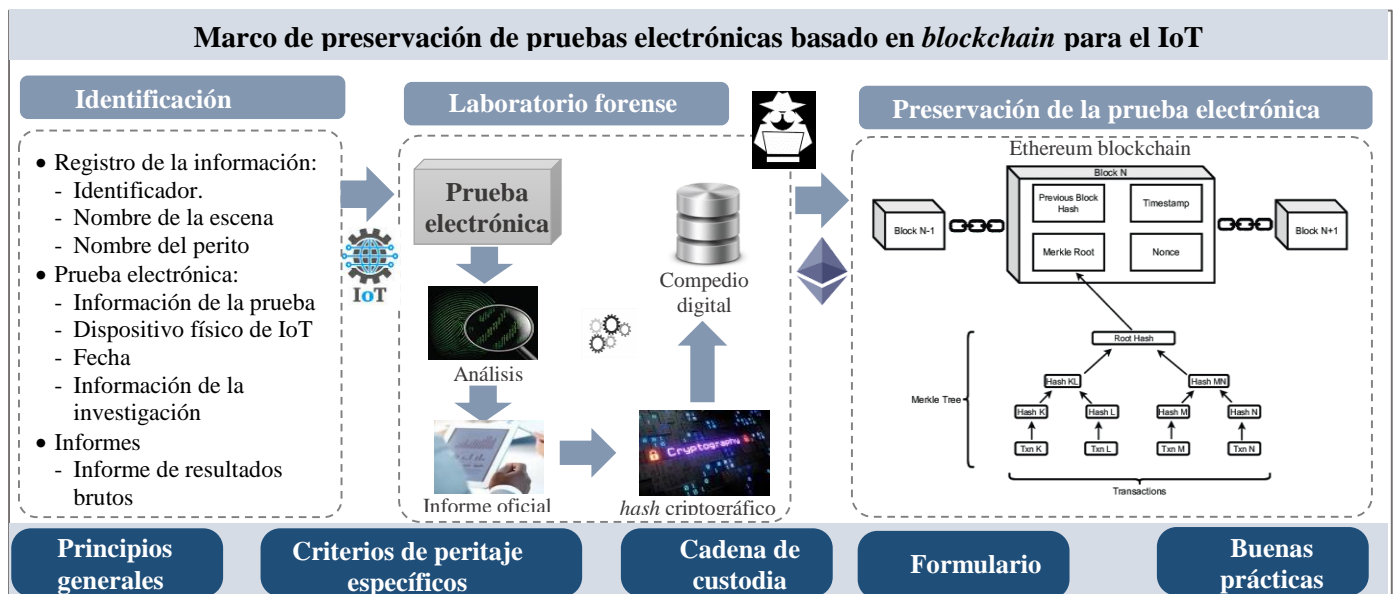 Marco de preservación de pruebas electrónicas basado en blockchain para el IoT
Identificación
• Registro de la información:
- Identificador.
- Nombre de la escena
- Nombre del perito
• Prueba electrónica:
- Información de la prueba
- Dispositivo físico de IoT
- Fecha
- Información de la
investigación
• Informes
- Informe de resultados
brutos
IoT
Laboratorio forense
Prueba
electrónica
Análisis
Informe oficial
Cryptography
hash criptográfico
Compedio
digital
Preservación de la prueba electrónica
Ethereum blockchain
Block N
Previous Block
Hash
Timestamp
Merkle Root
Nonce
Block N-1
Block N+1
Root Hash
Hash KL
Hash MN
Merkle Tree
Hash K
Hash L
Hash M
Hash N
Txn K
Txn L
Txn M
Txn N
Transactions
Principios
generales
Criterios de peritaje
específicos
Cadena de
custodia
Formulario
Buenas
prácticas